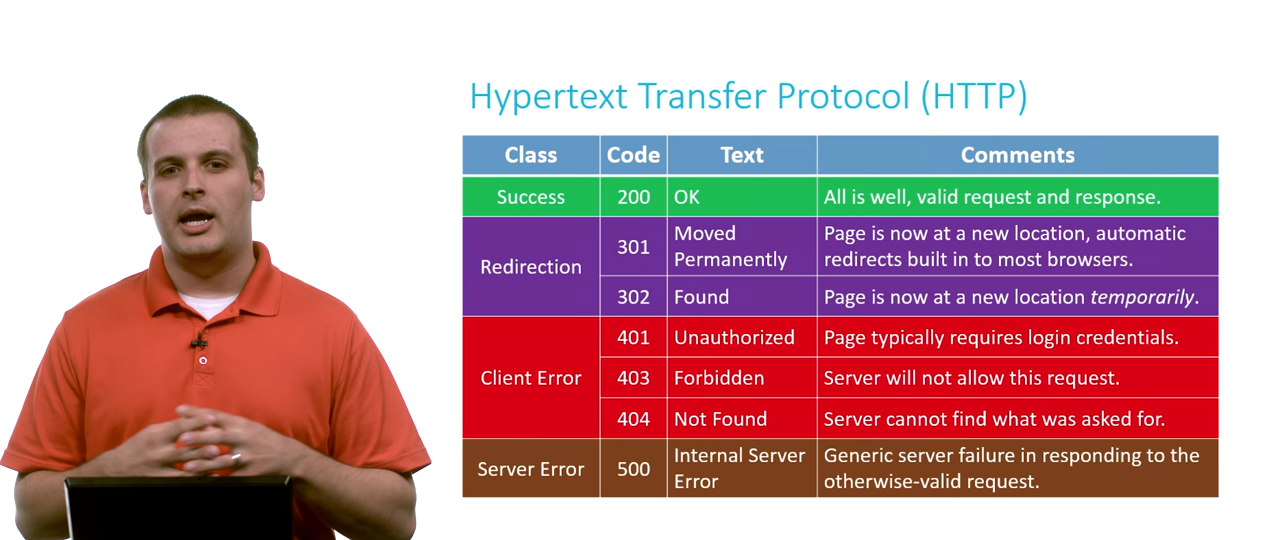 Hypertext Transfer Protocol (HTTP)
Class Code Text Comments
Success 200 OK All is well, valid request and response.
Redirection
301 Moved Permanently Page is now at a new location, automatic redirects built in to most browsers.
302 Found Page is now at a new location temporarily.
Client Error
401 Unauthorized Page typically requires login credentials.
403 Forbidden Server will not allow this request.
404 Not Found Server cannot find what was asked for.
Server Error 500 Internal Server Error Generic server failure in responding to the otherwise-valid request.